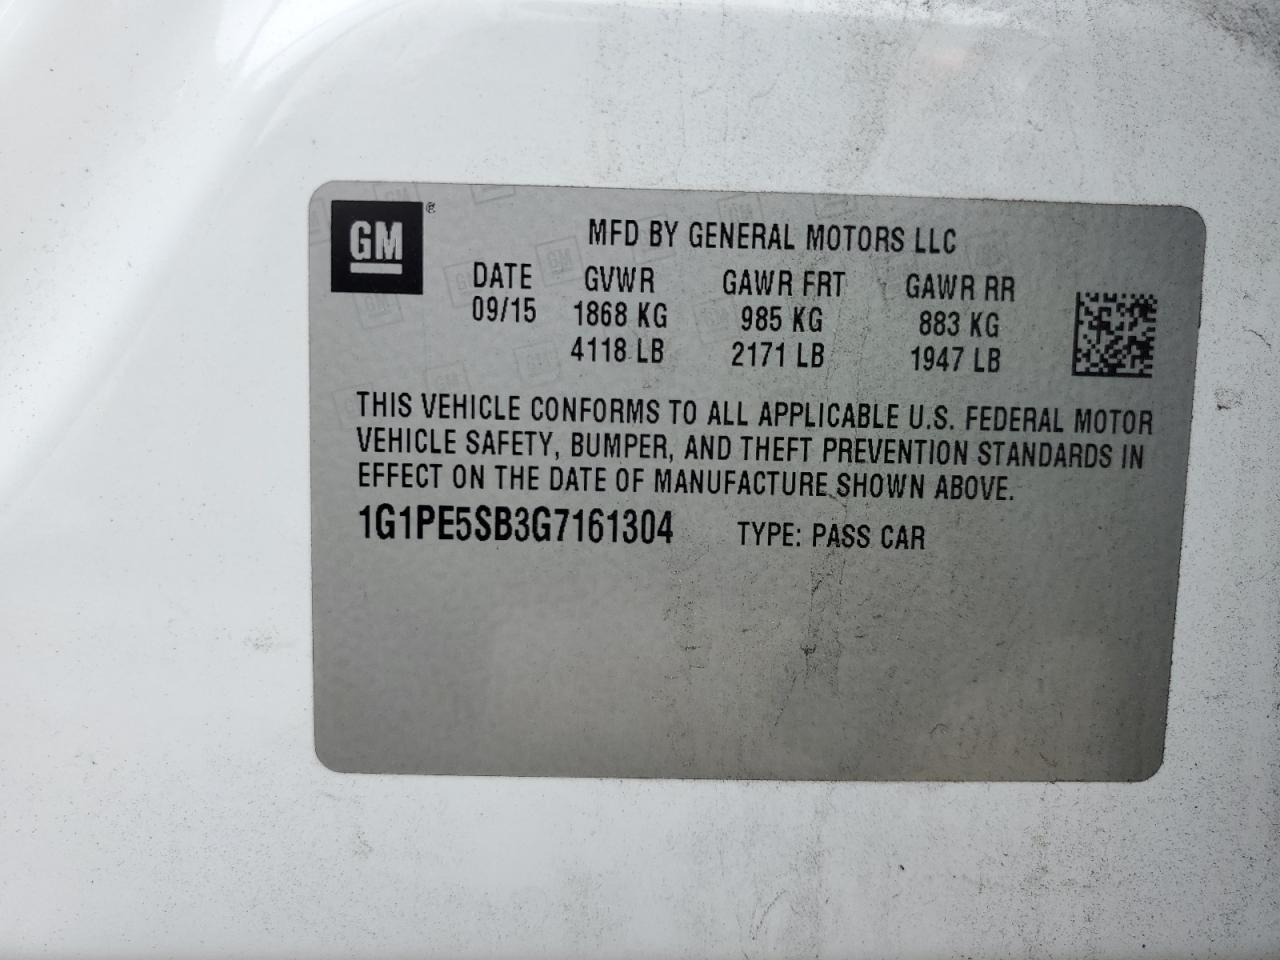 GM®
MFD BY GENERAL MOTORS LLC
DATE GVWR GAWR FRT GAWR RR
09/15 1868 KG 985 KG 883 KG
4118 LB 2171 LB 1947 LB
THIS VEHICLE CONFORMS TO ALL APPLICABLE U.S. FEDERAL MOTOR
VEHICLE SAFETY, BUMPER, AND THEFT PREVENTION STANDARDS IN
EFFECT ON THE DATE OF MANUFACTURE SHOWN ABOVE.
1G1PE5SB3G7161304 TYPE: PASS CAR